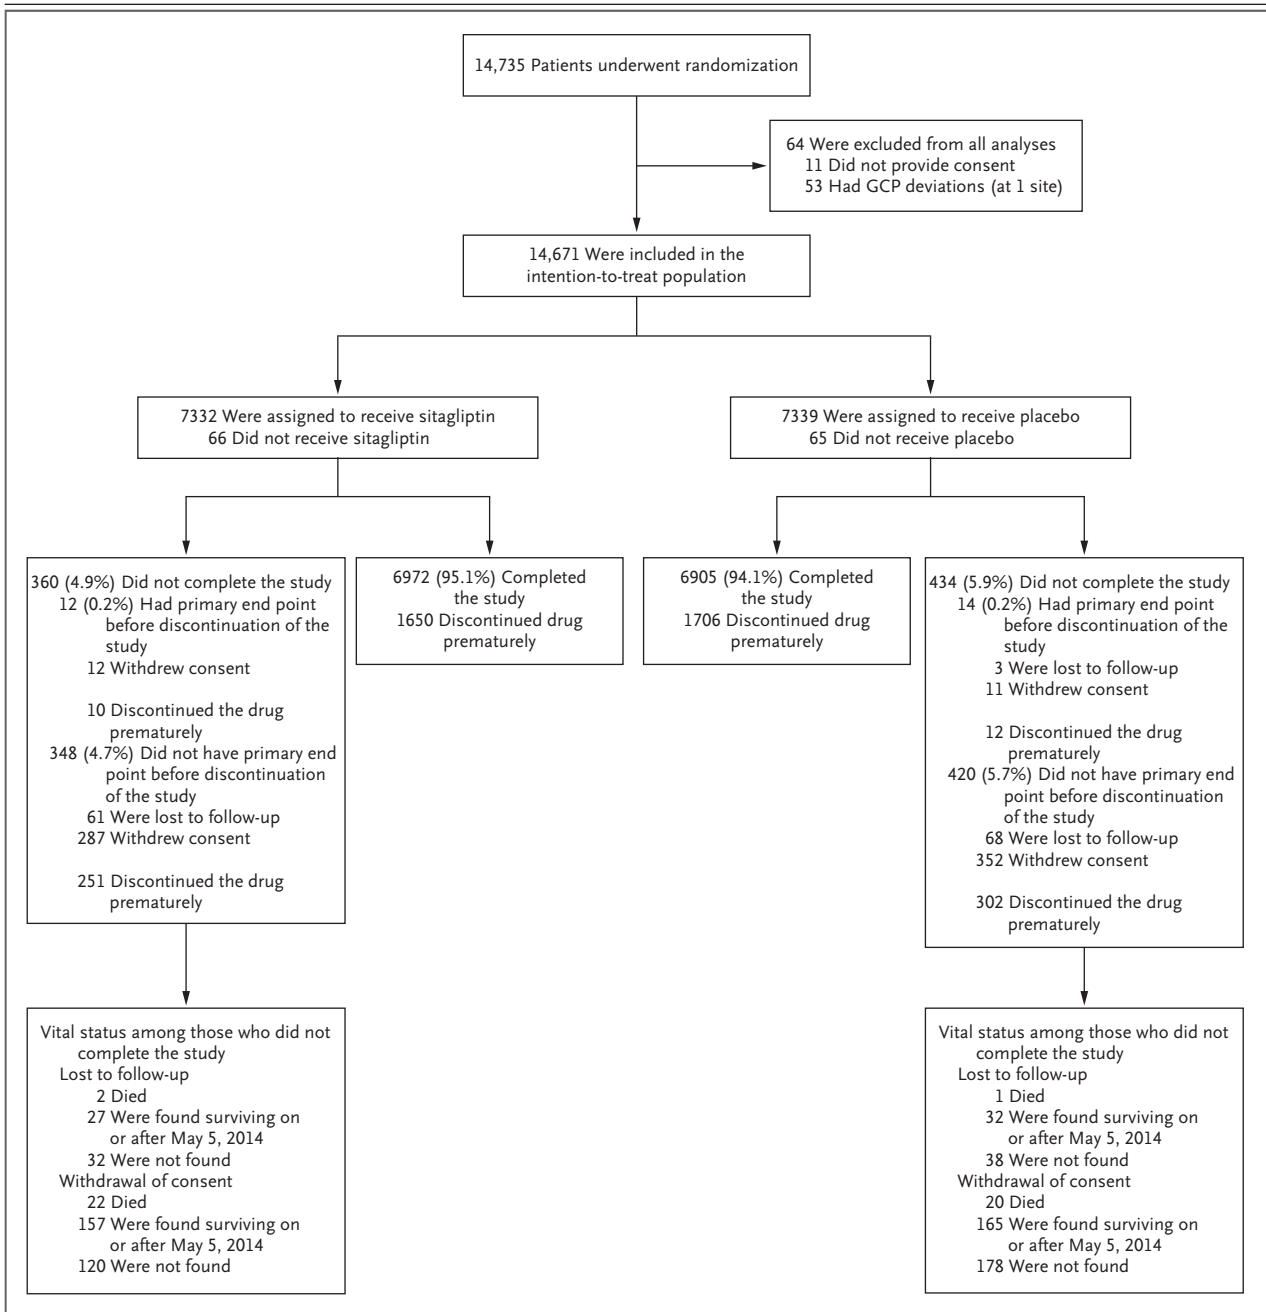 14,735 Patients underwent randomization
64 Were excluded from all analyses
11 Did not provide consent
53 Had GCP deviations (at 1 site)
14,671 Were included in the
intention-to-treat population
7332 Were assigned to receive sitagliptin
66 Did not receive sitagliptin
7339 Were assigned to receive placebo
65 Did not receive placebo
360 (4.9%) Did not complete the study
12 (0.2%) Had primary end point
before discontinuation of the
study
12 Withdrew consent
10 Discontinued the drug
prematurely
348 (4.7%) Did not have primary end
point before discontinuation
of the study
61 Were lost to follow-up
287 Withdrew consent
251 Discontinued the drug
prematurely
6972 (95.1%) Completed
the study
1650 Discontinued drug
prematurely
6905 (94.1%) Completed
the study
1706 Discontinued drug
prematurely
434 (5.9%) Did not complete the study
14 (0.2%) Had primary end point
before discontinuation of the
study
3 Were lost to follow-up
11 Withdrew consent
12 Discontinued the drug
prematurely
420 (5.7%) Did not have primary end
point before discontinuation
of the study
68 Were lost to follow-up
352 Withdrew consent
302 Discontinued the drug
prematurely
Vital status among those who did not
complete the study
Lost to follow-up
2 Died
27 Were found surviving on
or after May 5, 2014
32 Were not found
Withdrawal of consent
22 Died
157 Were found surviving on
or after May 5, 2014
120 Were not found
Vital status among those who did not
complete the study
Lost to follow-up
1 Died
32 Were found surviving on
or after May 5, 2014
38 Were not found
Withdrawal of consent
20 Died
165 Were found surviving on
or after May 5, 2014
178 Were not found